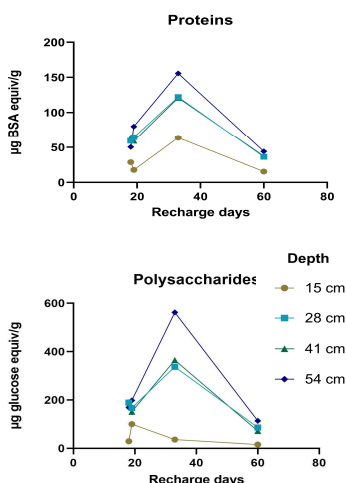 Proteins
µg BSA equiv/g
200
150
100
50
0
0 20 40 60 80
Recharge days
Depth
Polysaccharides
15 cm
28 cm
41 cm
54 cm
µg glucose equiv/g
600
400
200
0
0 20 40 60 80
Recharge days